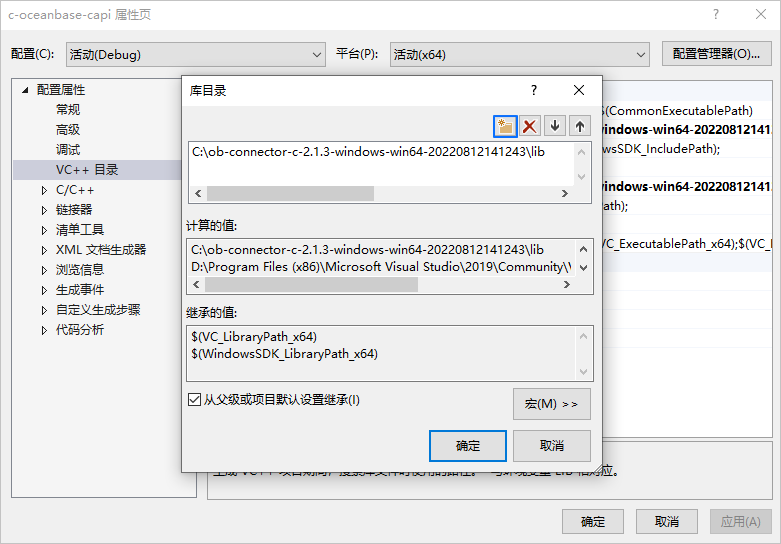 c-oceanbase-capi 属性页
配置(C):
活动(Debug)
平台(P):
活动(x64)
配置管理器(O)...
配置属性
常规
高级
调试
VC++ 目录
C/C++
链接器
清单工具
XML 文档生成器
浏览信息
生成事件
自定义生成步骤
代码分析
库目录
C:\ob-connector-c-2.1.3-windows-win64-20220812141243\lib
计算的值:
C:\ob-connector-c-2.1.3-windows-win64-20220812141243\lib
D:\Program Files (x86)\Microsoft Visual Studio\2019\Community\
继承的值:
$(VC_LibraryPath_x64)
$(WindowsSDK_LibraryPath_x64)
从父级或项目默认设置继承(I)
宏(M) >>
确定
取消
$(CommonExecutablePath)
windows-win64-2022081214124
wsSDK_IncludePath);
windows-win64-2022081214124
ath);
VC_ExecutablePath_x64);$(VC_
确定
取消
应用(A)